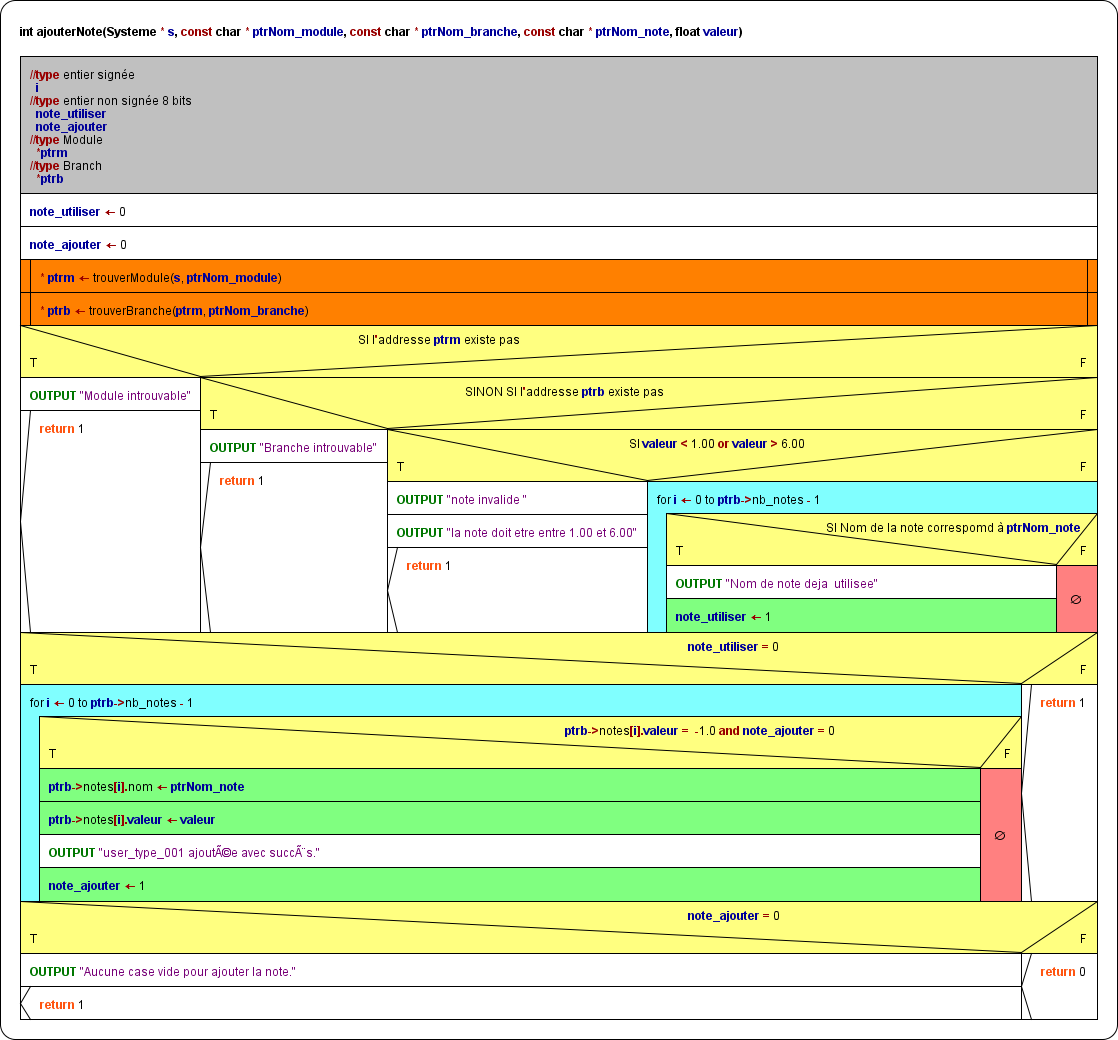 int ajouterNote(Systeme * s, const char * ptrNom_module, const char * ptrNom_branche, const char * ptrNom_note, float valeur)
//type entier signée
i
//type entier non signée 8 bits
note_utiliser
note_ajouter
//type Module
*ptrm
//type Branch
*ptrb
note_utiliser ← 0
note_ajouter ← 0
* ptrm ← trouverModule(s, ptrNom_module)
* ptrb ← trouverBranche(ptrm, ptrNom_branche)
SI l"addresse ptrm existe pas
T
F
OUTPUT "Module introuvable"
return 1
SINON SI l"addresse ptrb existe pas
T
F
OUTPUT "Branche introuvable"
return 1
SI valeur < 1.00 or valeur > 6.00
T
F
OUTPUT "note invalide "
OUTPUT "la note doit etre entre 1.00 et 6.00"
return 1
for i ← 0 to ptrb->nb_notes - 1
SI Nom de la note correspomd à ptrNom_note
T
F
OUTPUT "Nom de note deja  utilisee"
note_utiliser ← 1
∅
note_utiliser = 0
T
F
for i ← 0 to ptrb->nb_notes - 1
ptrb->notes[i].valeur =  -1.0 and note_ajouter = 0
T
F
ptrb->notes[i].nom ← ptrNom_note
ptrb->notes[i].valeur ← valeur
OUTPUT "user_type_001 ajoutÃ©e avec succÃ¨s."
note_ajouter ← 1
∅
return 1
note_ajouter = 0
T
F
OUTPUT "Aucune case vide pour ajouter la note."
return 1
return 0